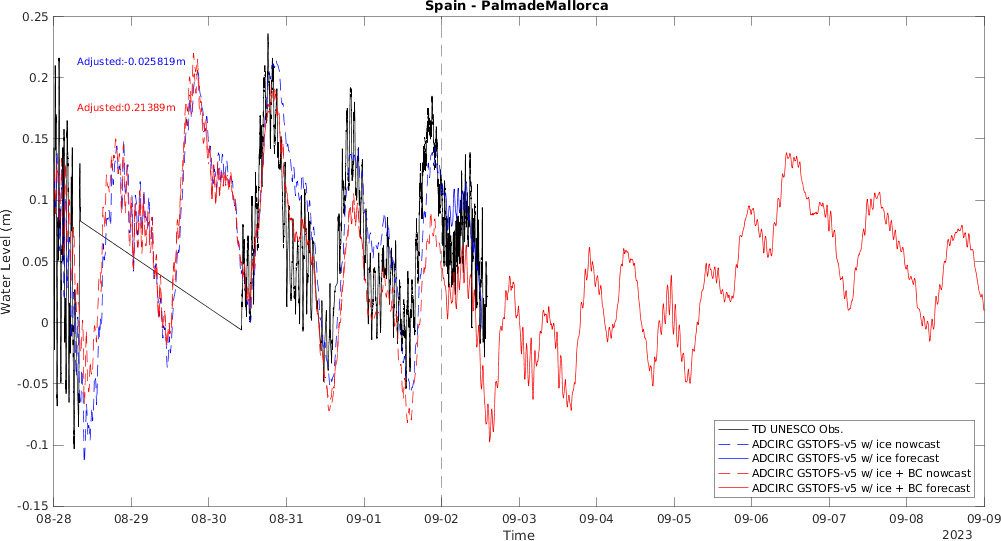 Spain - PalmadeMallorca
Adjusted:-0.025819m
Adjusted:0.21389m
Water Level (m)
0.25
0.2
0.15
0.1
0.05
0
-0.05
-0.1
-0.15
TD UNESCO Obs.
ADCIRC GSTOFS-v5 w/ ice nowcast
ADCIRC GSTOFS-v5 w/ ice forecast
ADCIRC GSTOFS-v5 w/ ice + BC nowcast
ADCIRC GSTOFS-v5 w/ ice + BC forecast
08-28 08-29 08-30 08-31 09-01 09-02 09-03 09-04 09-05 09-06 09-07 09-08 09-09
Time
2023